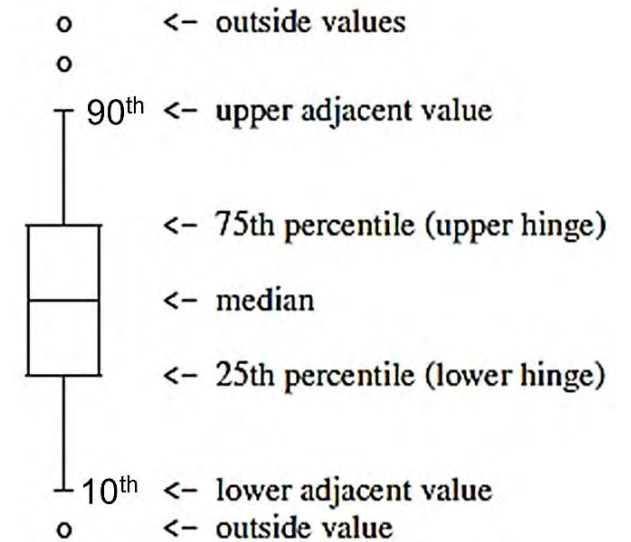 <- outside values
90th <- upper adjacent value
<- 75th percentile (upper hinge)
<- median
<- 25th percentile (lower hinge)
10th <- lower adjacent value
<- outside value